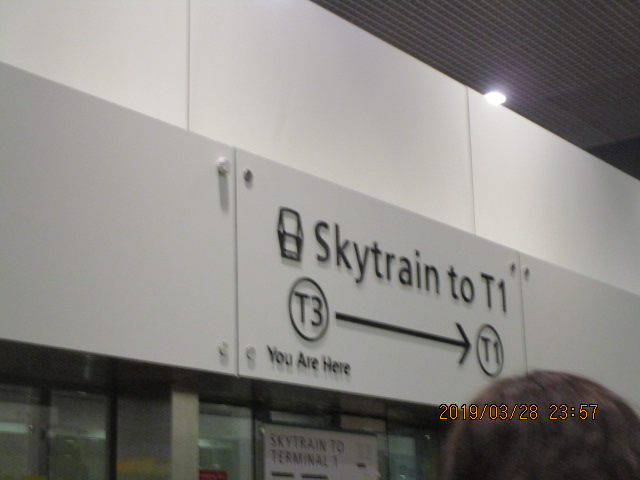 Skytrain to T1
T3
T1
You Are Here
SKYTRAIN TO
TERMINAL 1
2019/03/28 23:57